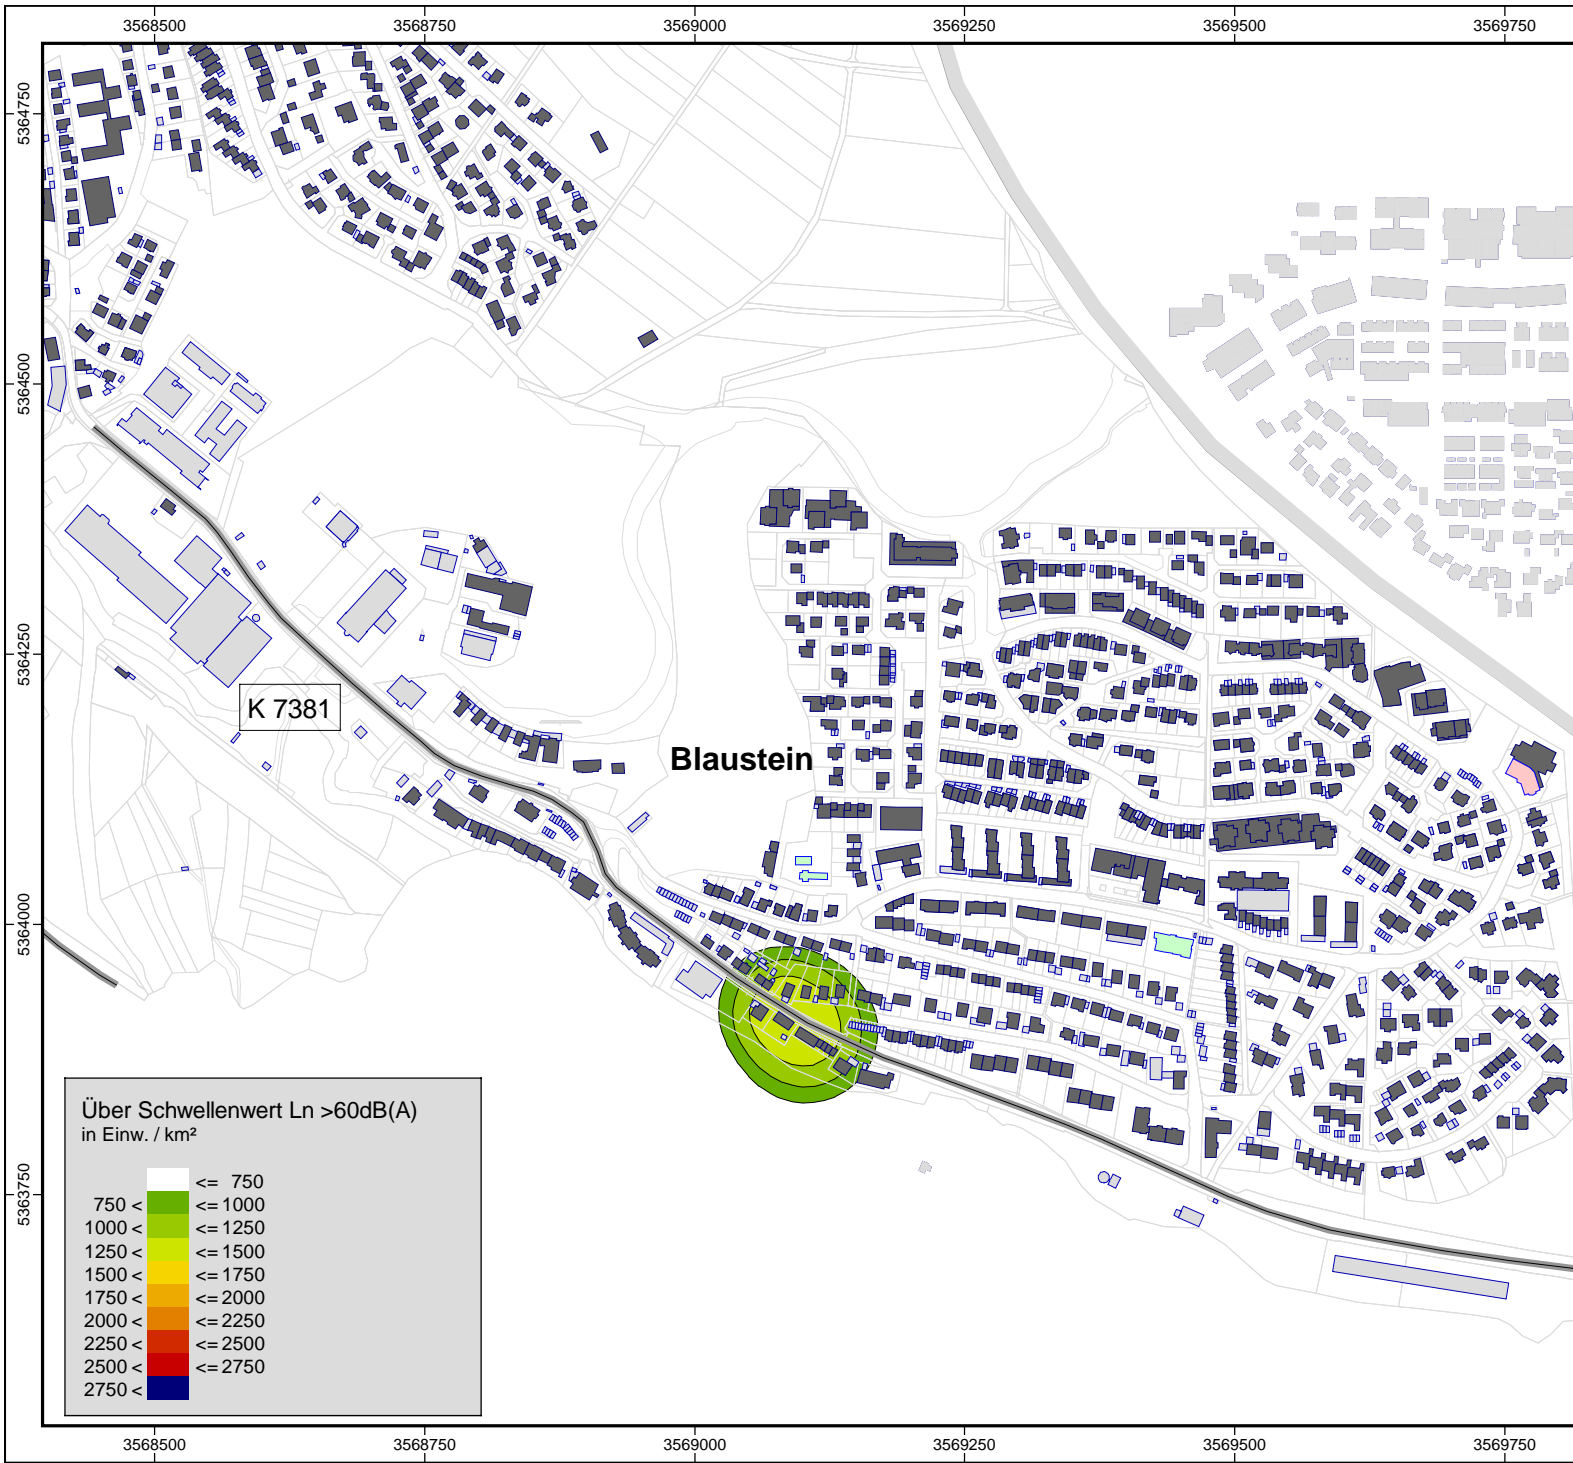 3568500 3568750 3569000 3569250 3569500 3569750
5364750
5364500
5364250
5364000
5363750
K 7381
Blaustein
Über Schwellenwert Ln >60dB(A)
in Einw. / km²
<= 750
750 < <= 1000
1000 < <= 1250
1250 < <= 1500
1500 < <= 1750
1750 < <= 2000
2000 < <= 2250
2250 < <= 2500
2500 < <= 2750
2750 <
3568500 3568750 3569000 3569250 3569500 3569750